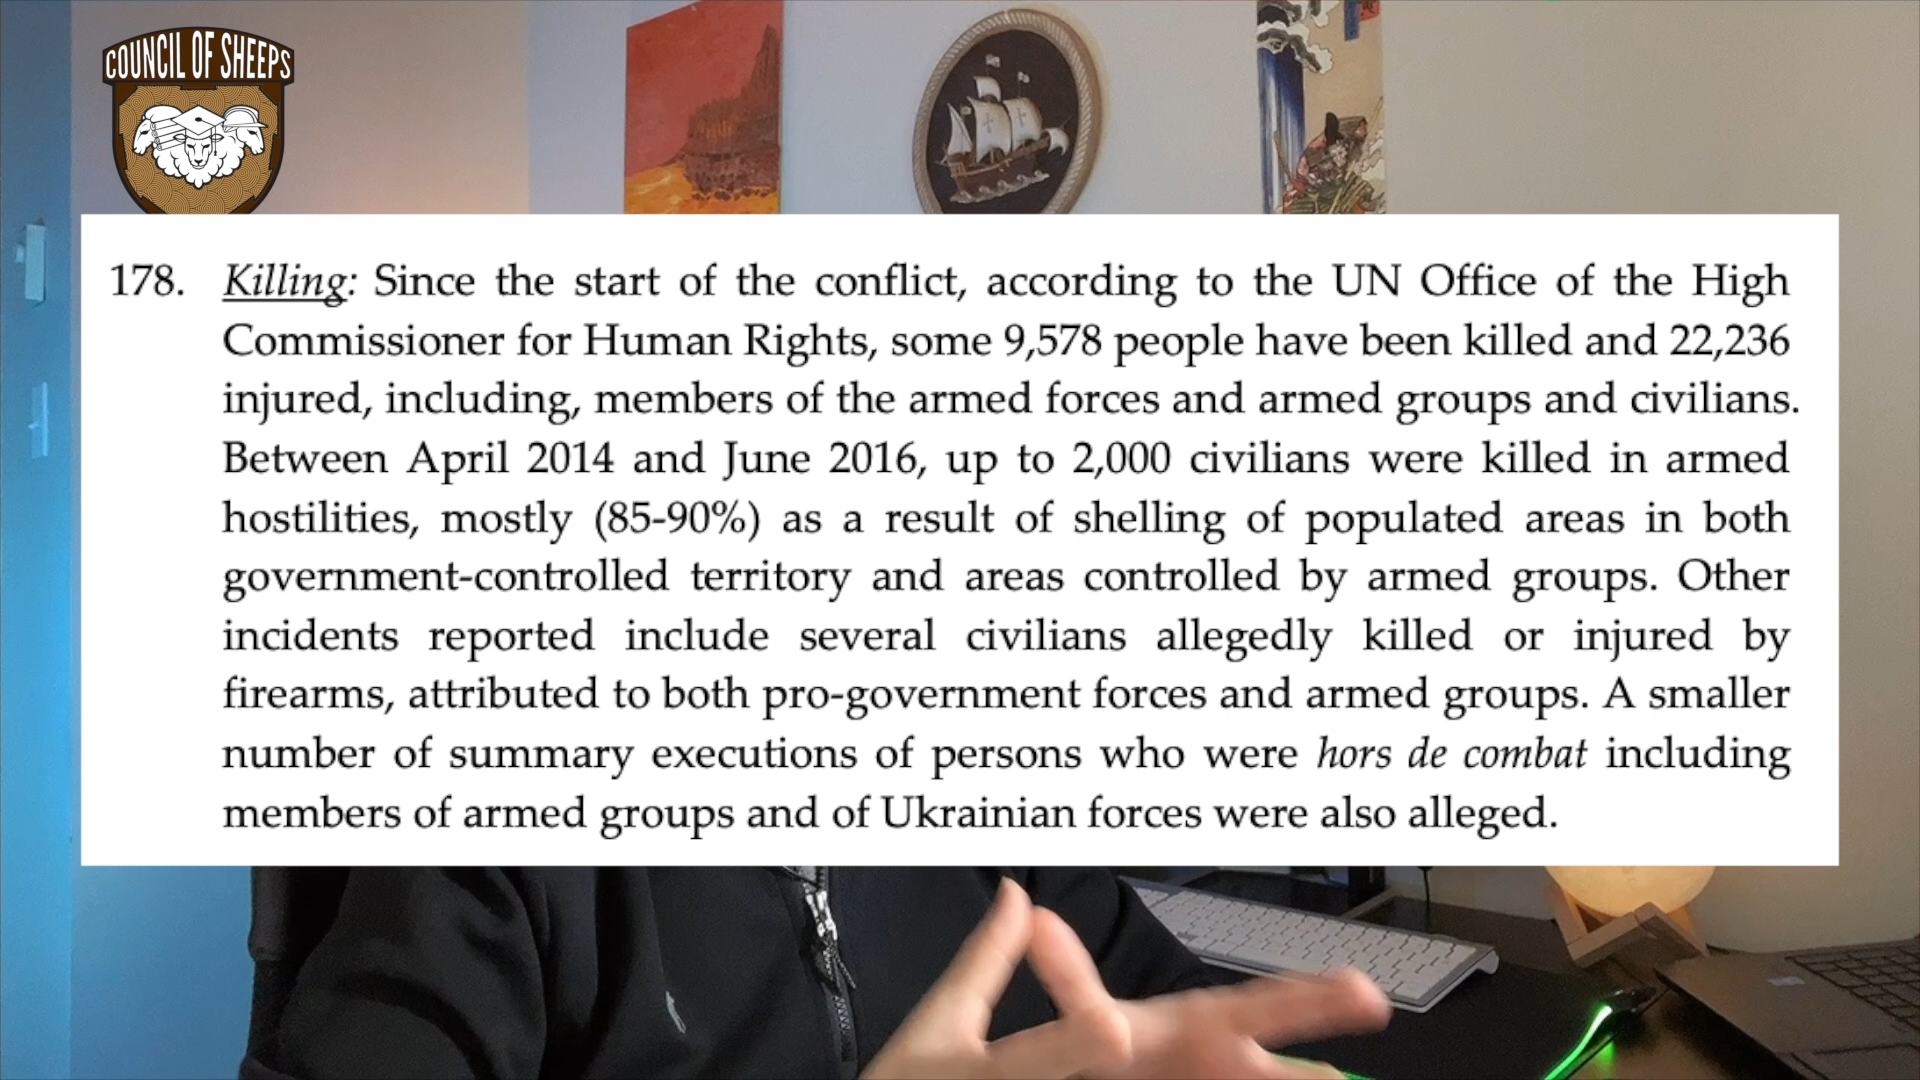 COUNCIL OF SHEEPS
178. Killing: Since the start of the conflict, according to the UN Office of the High
Commissioner for Human Rights, some 9,578 people have been killed and 22,236
injured, including, members of the armed forces and armed groups and civilians.
Between April 2014 and June 2016, up to 2,000 civilians were killed in armed
hostilities, mostly (85-90%) as a result of shelling of populated areas in both
government-controlled territory and areas controlled by armed groups. Other
incidents reported include several civilians allegedly killed or injured by
firearms, attributed to both pro-government forces and armed groups. A smaller
number of summary executions of persons who were hors de combat including
members of armed groups and of Ukrainian forces were also alleged.